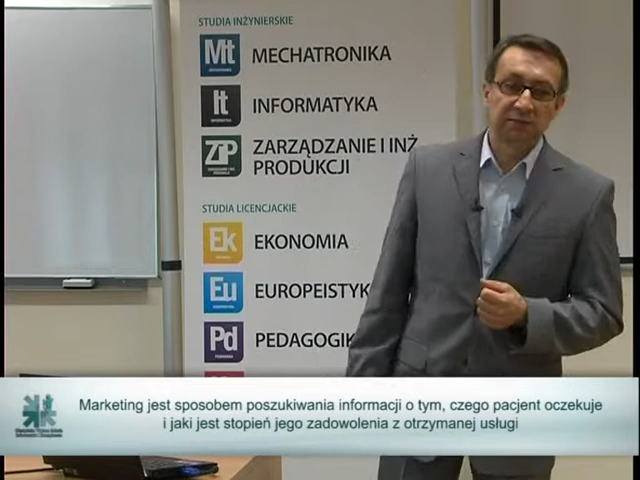 STUDIA INŻYNIERSKIE
Mt
MECHATRONIKA
It
INFORMATYKA
ZP
ZARZĄDZANIE I INŻ
PRODUKCJI
STUDIA LICENCJACKIE
Ek
EKONOMIA
Eu
EUROPEISTYK
Pd
PEDAGOGIK
Marketing jest sposobem poszukiwania informacji o tym, czego pacjent oczekuje
i jaki jest stopień jego zadowolenia z otrzymanej usługi